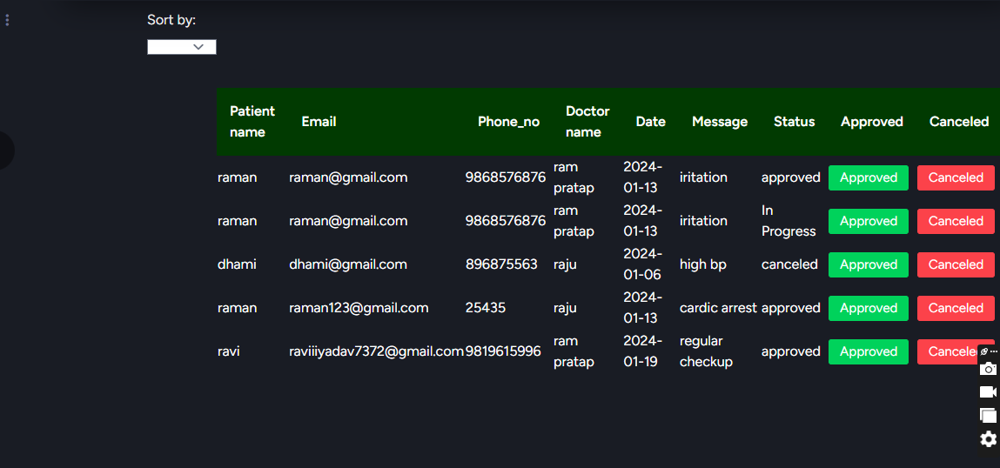 Sort by:
Patient name Email Phone_no Doctor name Date Message Status Approved Canceled
raman raman@gmail.com 9868576876 ram pratap 2024-01-13 iritation approved Approved Canceled
raman raman@gmail.com 9868576876 ram pratap 2024-01-13 iritation In Progress Approved Canceled
dhami dhami@gmail.com 896875563 raju 2024-01-06 high bp canceled Approved Canceled
raman raman123@gmail.com 25435 raju 2024-01-13 cardic arrest approved Approved Canceled
ravi raviiiyadav7372@gmail.com 9819615996 ram pratap 2024-01-19 regular checkup approved Approved Canceled